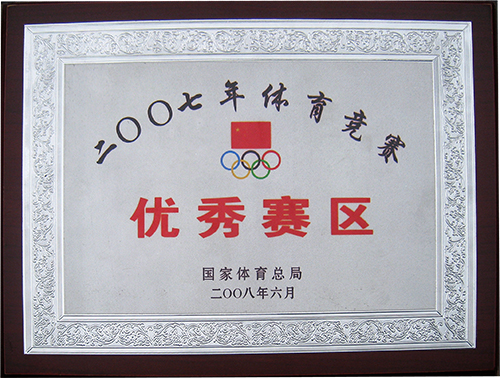 二〇〇七年体育竞赛
优秀赛区
国家体育总局
二〇〇八年六月